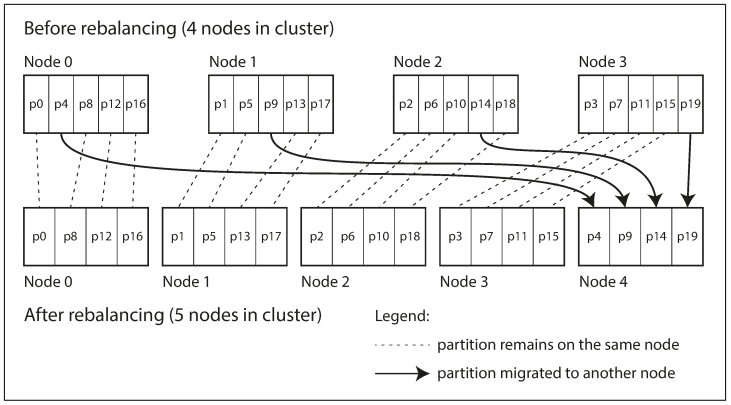 Before rebalancing (4 nodes in cluster)
Node 0 Node 1 Node 2 Node 3
p0 p4 p8 p12 p16 p1 p5 p9 p13 p17 p2 p6 p10 p14 p18 p3 p7 p11 p15 p19
p0 p8 p12 p16 p1 p5 p13 p17 p2 p6 p10 p18 p3 p7 p11 p15 p4 p9 p14 p19
Node 0 Node 1 Node 2 Node 3 Node 4
After rebalancing (5 nodes in cluster)
Legend:
partition remains on the same node
partition migrated to another node